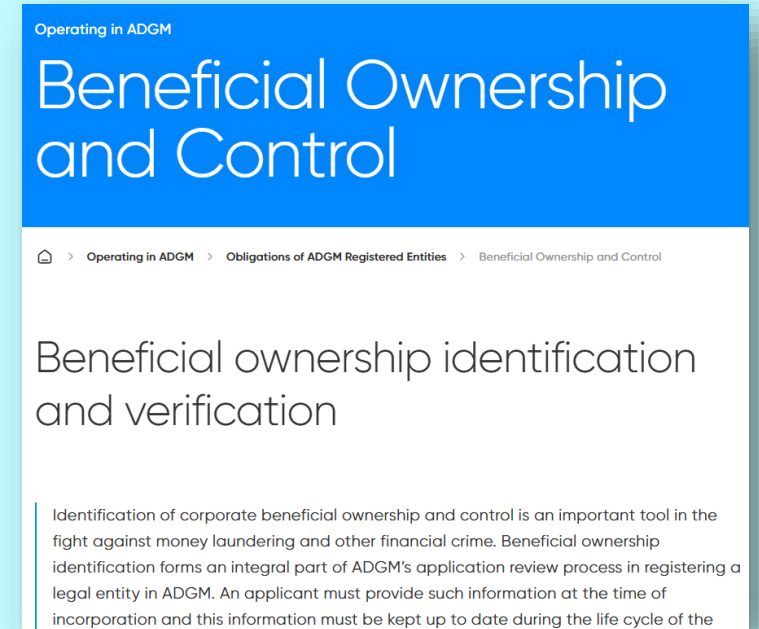 Operating in ADGM
Beneficial Ownership
and Control
Operating in ADGM > Obligations of ADGM Registered Entities > Beneficial Ownership and Control
Beneficial ownership identification
and verification
Identification of corporate beneficial ownership and control is an important tool in the
fight against money laundering and other financial crime. Beneficial ownership
identification forms an integral part of ADGM's application review process in registering a
legal entity in ADGM. An applicant must provide such information at the time of
incorporation and this information must be kept up to date during the life cycle of the